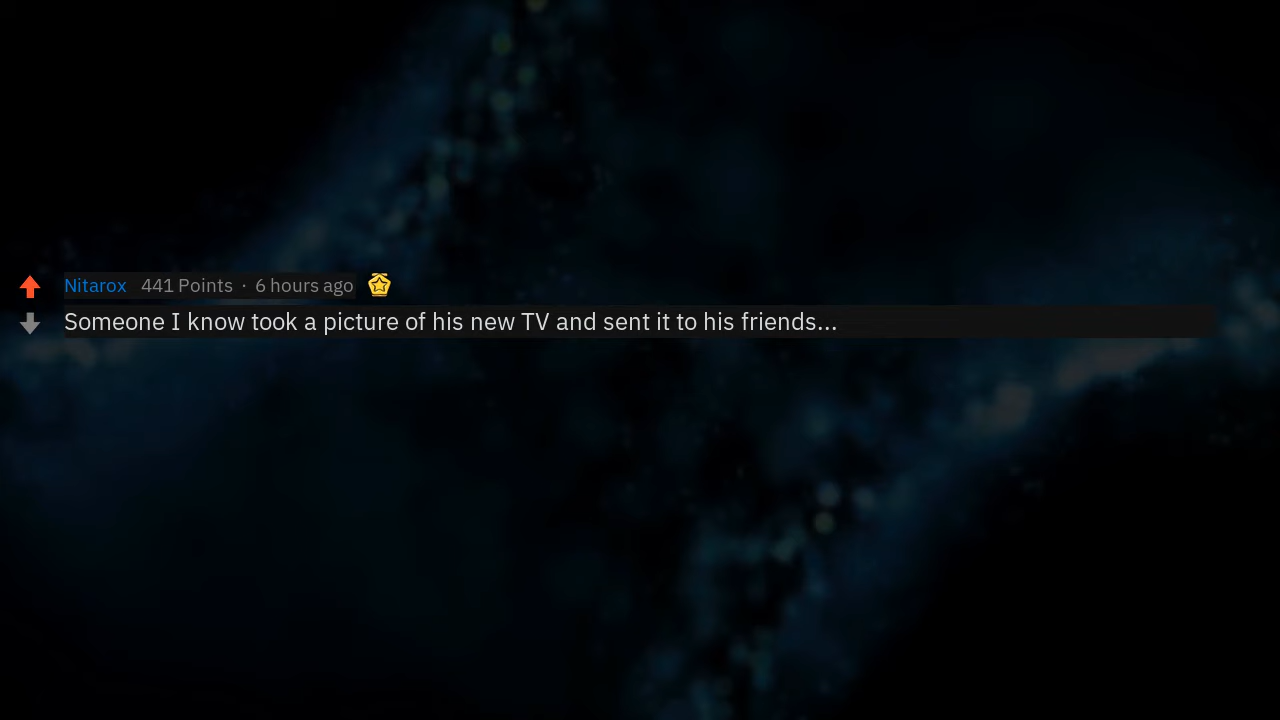 Nitarox 441 Points · 6 hours ago
Someone I know took a picture of his new TV and sent it to his friends...